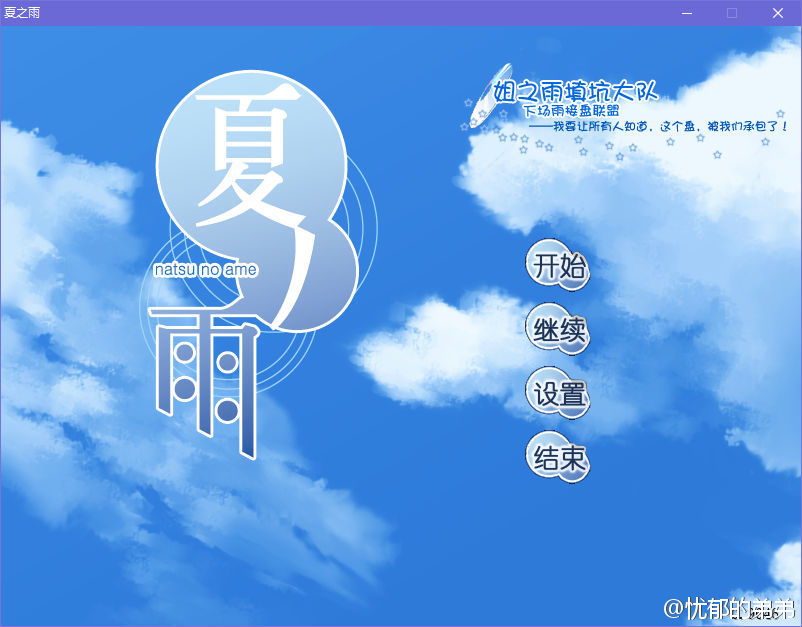 夏之雨
夏ノ雨
natsu no ame
姐之雨填坑大队
下场雨接盘联盟
——我要让所有人知道，这个盘，被我们承包了！
开始
继续
设置
结束
@忧郁的弟弟